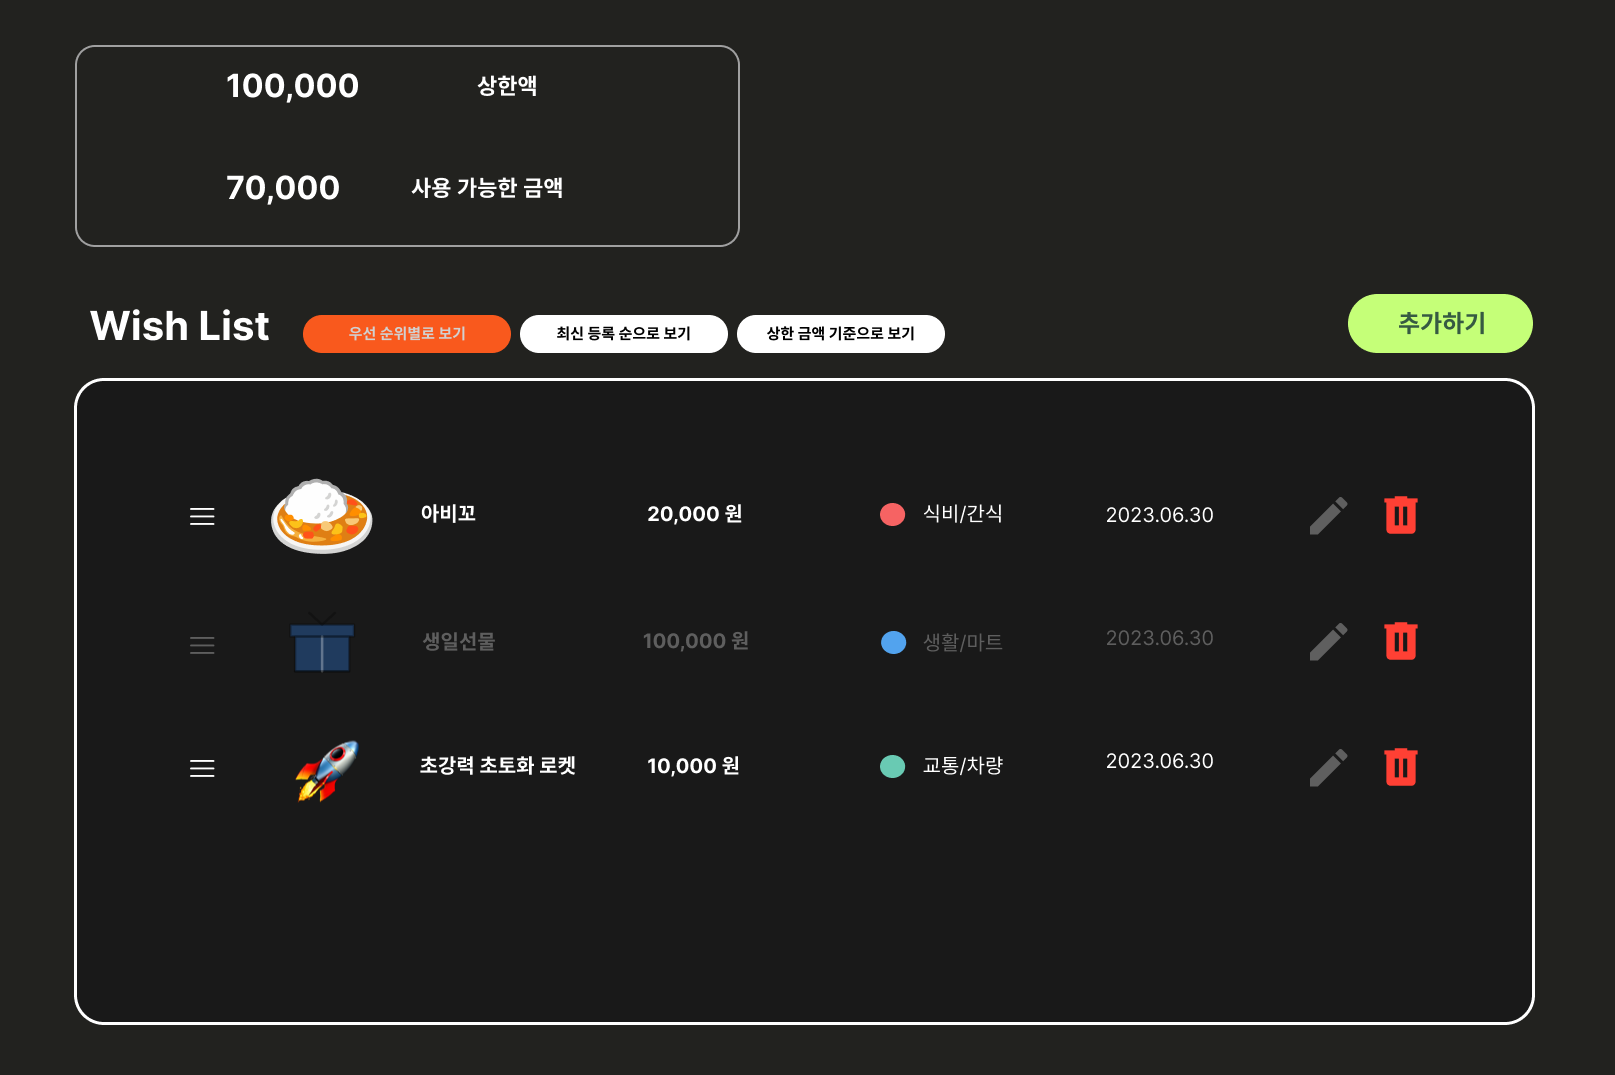 100,000 상한액
70,000 사용 가능한 금액
Wish List 우선 순위별로 보기 최신 등록 순으로 보기 상한 금액 기준으로 보기 추가하기
아비꼬 20,000 원 식비/간식 2023.06.30
생일선물 100,000 원 생활/마트 2023.06.30
초강력 초토화 로켓 10,000 원 교통/차량 2023.06.30